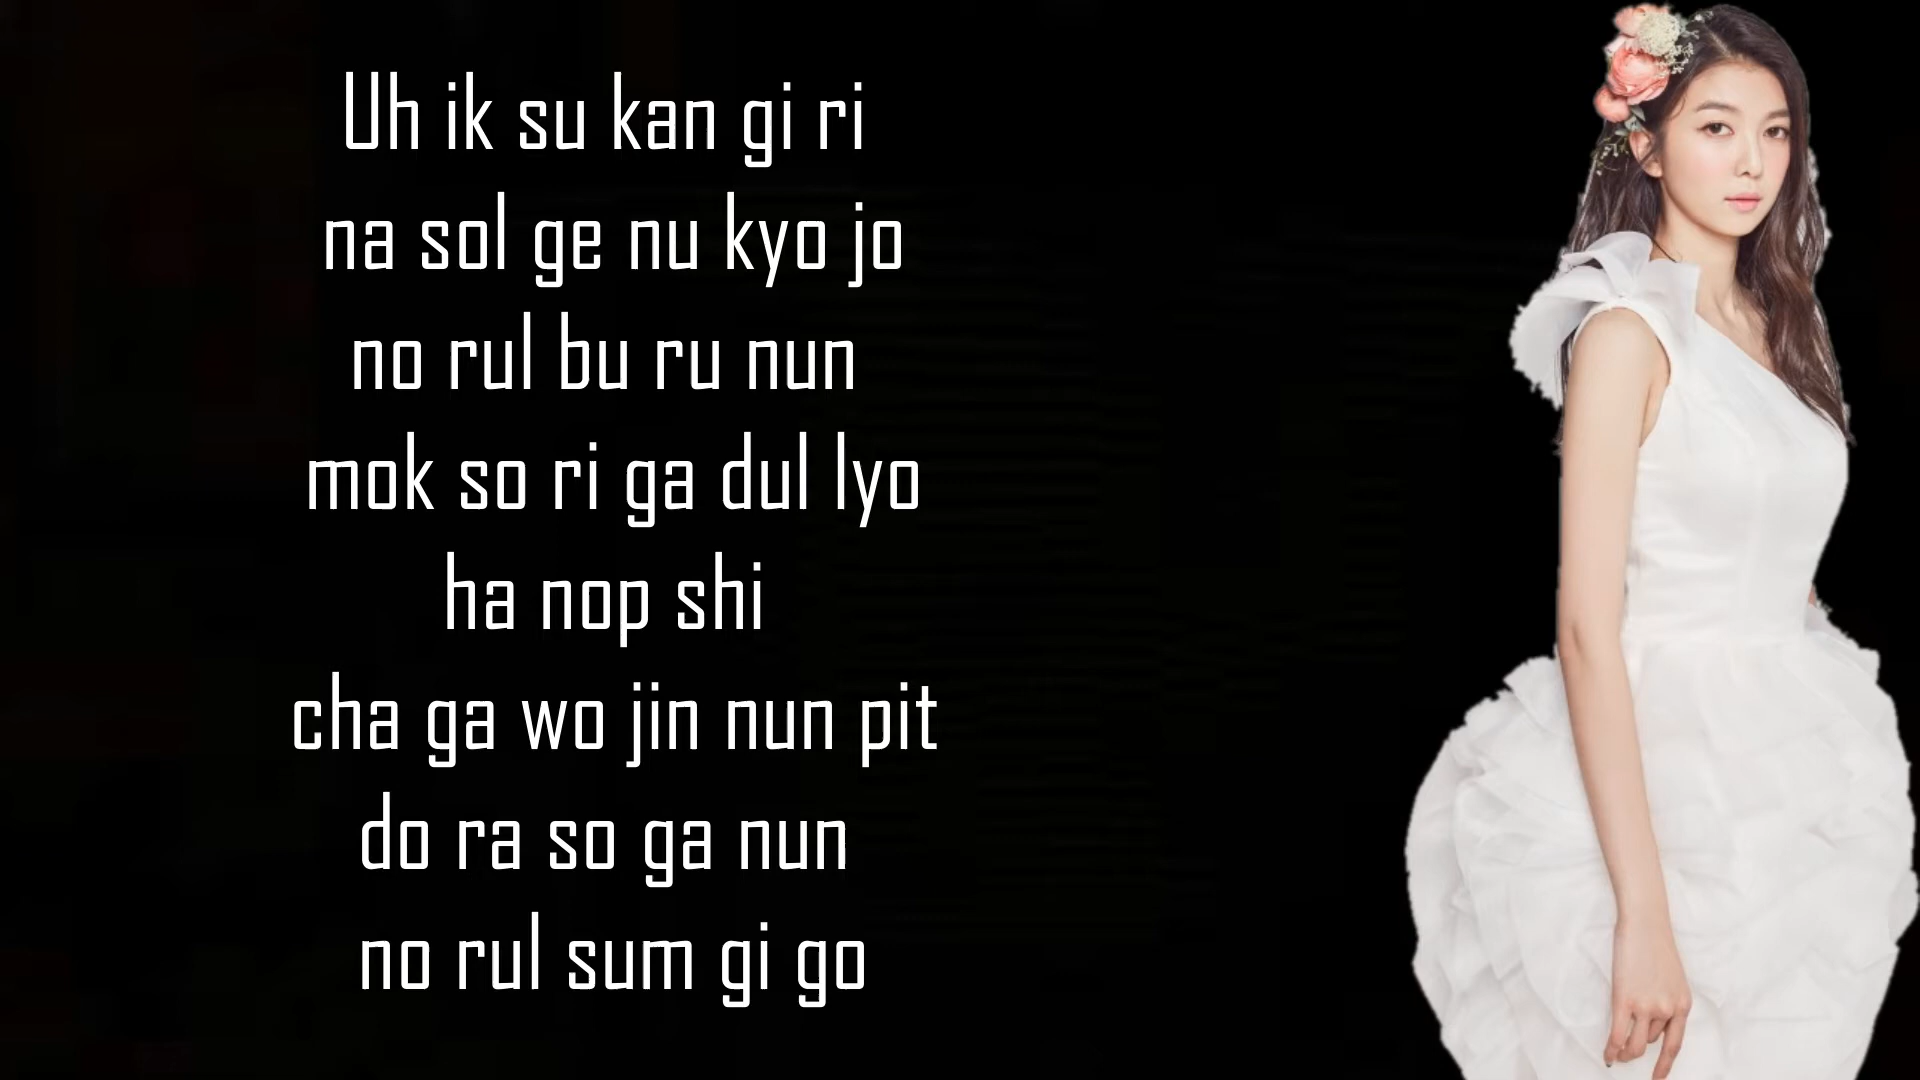 Uh ik su kan gi ri
na sol ge nu kyo jo
no rul bu ru nun
mok so ri ga dul lyo
ha nop shi
cha ga wo jin nun pit
do ra so ga nun
no rul sum gi go